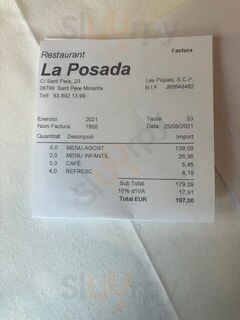 Restaurant
Factura
La Posada
C/ Sant Pere, 29
08799 Sant Pere Molanta
Telf 93.892.13.99
Les Piques, S.C.P.
N.I.F. J60648482
Exercici: 2021 Taula: 53
Núm.Factura: 7950 Data: 25/08/2021
Quantitat Descripció Import
6,0 MENU AGOST 139,09
2,0 MENU INFANTIL 26,36
5,0 CAFÈ 5,45
4,0 REFRESC 8,19
Sub Total 179,09
10% d'IVA 17,91
Total EUR 197,00